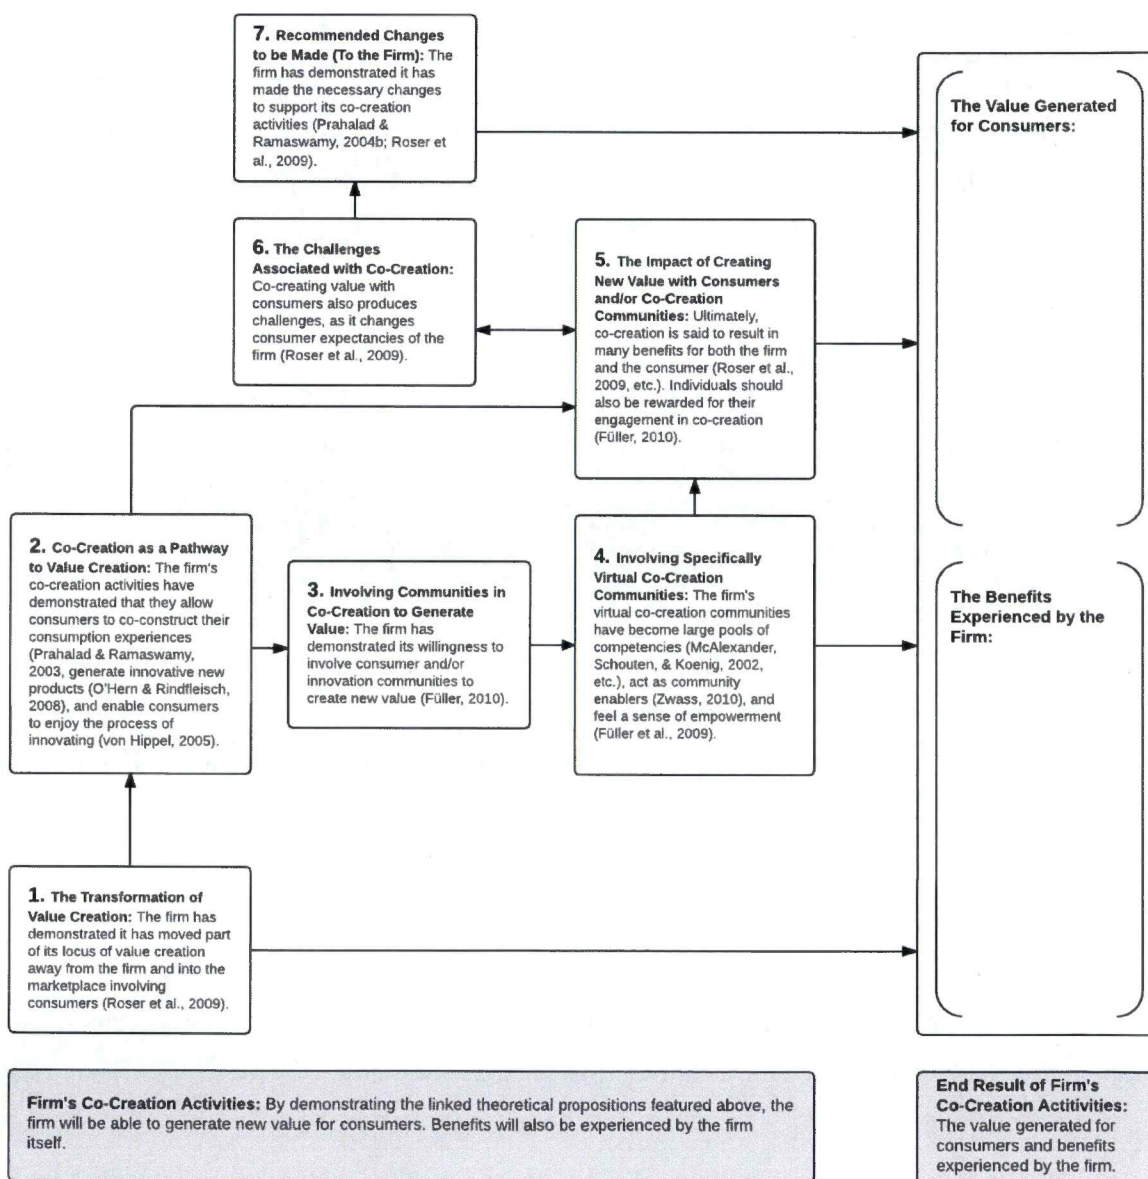 7. Recommended Changes
to be Made (To the Firm): The
firm has demonstrated it has
made the necessary changes
to support its co-creation
activities (Prahalad &
Ramaswamy, 2004b; Roser et
al., 2009).
The Value Generated
for Consumers:
6. The Challenges
Associated with Co-Creation:
Co-creating value with
consumers also produces
challenges, as it changes
consumer expectancies of the
firm (Roser et al., 2009).
5. The Impact of Creating
New Value with Consumers
and/or Co-Creation
Communities: Ultimately,
co-creation is said to result in
many benefits for both the firm
and the consumer (Roser et al.,
2009, etc.). Individuals should
also be rewarded for their
engagement in co-creation
(Füller, 2010).
2. Co-Creation as a Pathway
to Value Creation: The firm's
co-creation activities have
demonstrated that they allow
consumers to co-construct their
consumption experiences
(Prahalad & Ramaswamy,
2003, generate innovative new
products (O'Hern & Rindfleisch,
2008), and enable consumers
to enjoy the process of
innovating (von Hippel, 2005).
3. Involving Communities in
Co-Creation to Generate
Value: The firm has
demonstrated its willingness to
involve consumer and/or
innovation communities to
create new value (Füller, 2010).
4. Involving Specifically
Virtual Co-Creation
Communities: The firm's
virtual co-creation communities
have become large pools of
competencies (McAlexander,
Schouten, & Koenig, 2002,
etc.), act as community
enablers (Zwass, 2010), and
feel a sense of empowerment
(Füller et al., 2009).
The Benefits
Experienced by the
Firm:
1. The Transformation of
Value Creation: The firm has
demonstrated it has moved part
of its locus of value creation
away from the firm and into the
marketplace involving
consumers (Roser et al., 2009).
Firm's Co-Creation Activities: By demonstrating the linked theoretical propositions featured above, the
firm will be able to generate new value for consumers. Benefits will also be experienced by the firm
itself.
End Result of Firm's
Co-Creation Actitivities:
The value generated for
consumers and benefits
experienced by the firm.